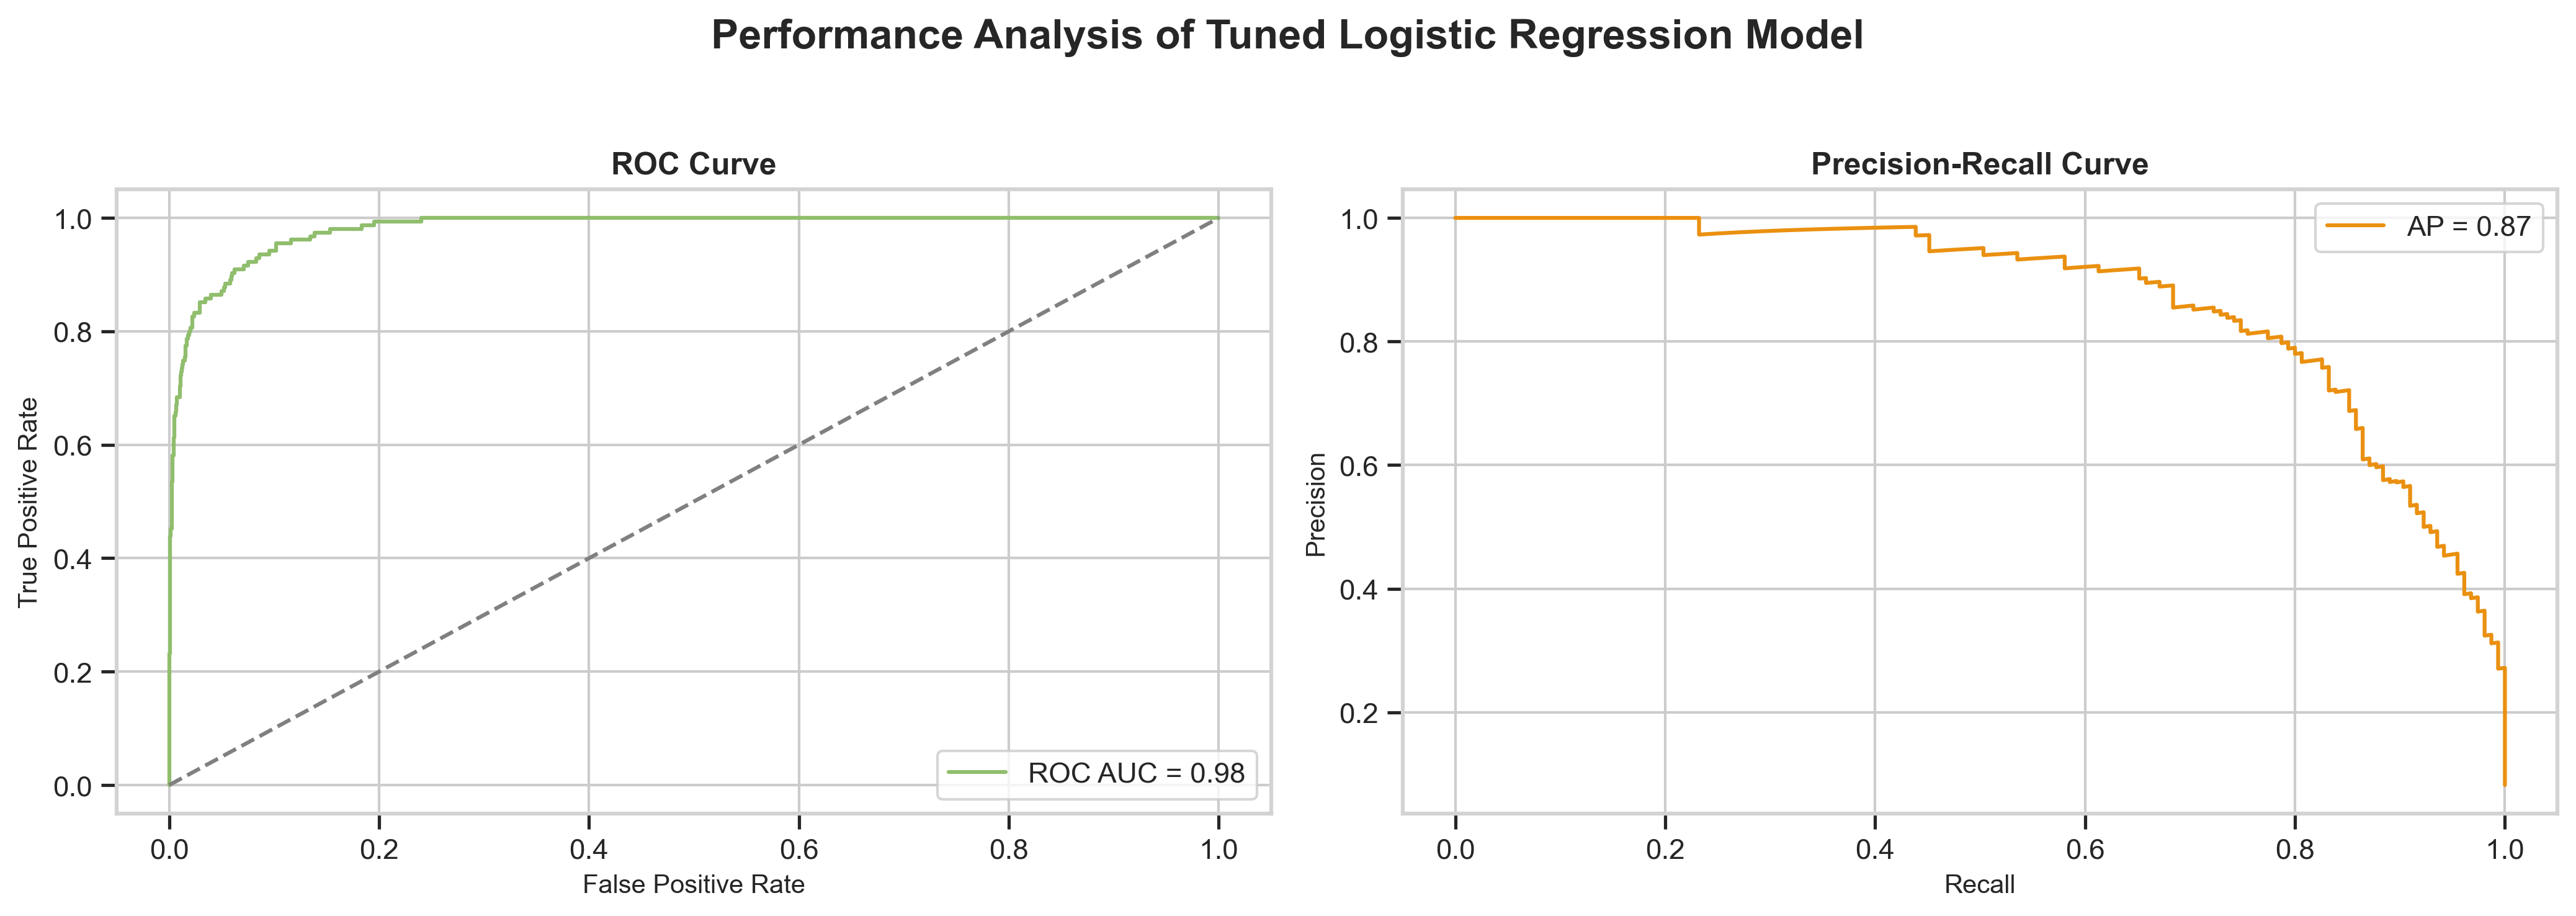 Performance Analysis of Tuned Logistic Regression Model
ROC Curve
True Positive Rate
1.0
0.8
0.6
0.4
0.2
0.0
0.0 0.2 0.4 0.6 0.8 1.0
False Positive Rate
ROC AUC = 0.98
Precision-Recall Curve
Precision
1.0
0.8
0.6
0.4
0.2
0.0 0.2 0.4 0.6 0.8 1.0
Recall
AP = 0.87